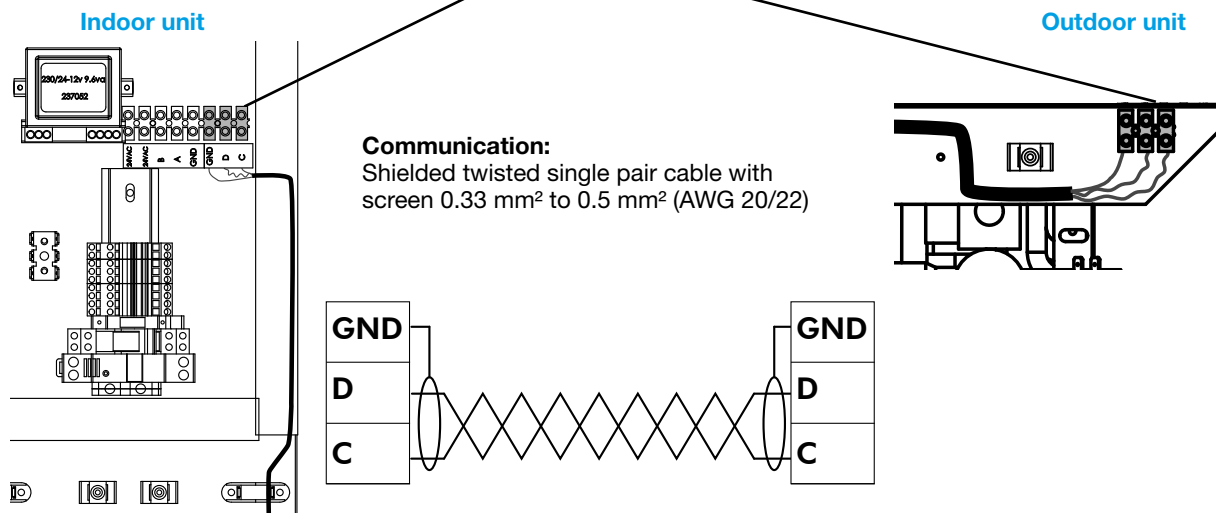 Indoor unit
Outdoor unit
230/24-12v 9.6va
237052
24VAC
24VAC
B
A
GND
GND
D
C
Communication:
Shielded twisted single pair cable with
screen 0.33 mm² to 0.5 mm² (AWG 20/22)
GND
D
C
GND
D
C